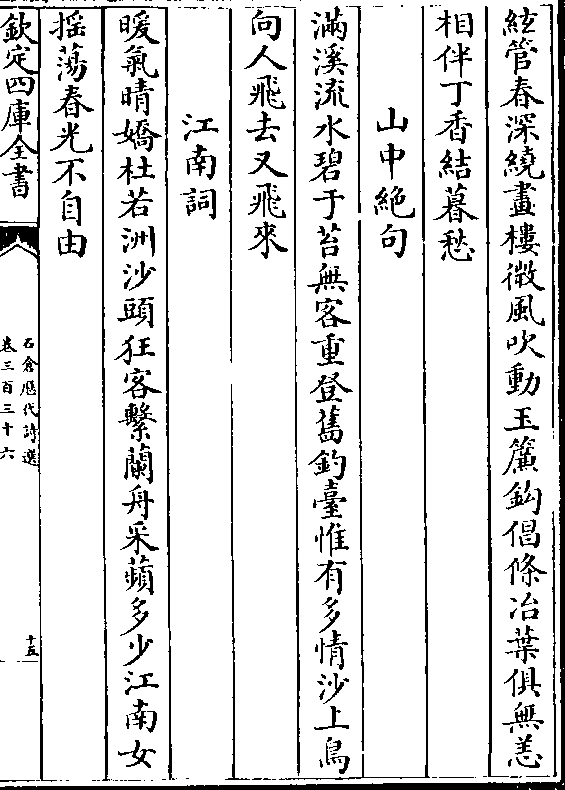 絃管春深繞畫樓微風吹動玉簾鈎倡條冶葉俱無恙
相伴丁香結暮愁
山中絶句
滿溪流水碧于苔無客重登舊釣臺惟有多情沙上鳥
向人飛去又飛來
江南詞
暖氣晴嬌杜若洲沙頭狂客繫蘭舟采蘋多少江南女
揺蕩春光不自由
欽定四庫全書
石倉歴代詩選
卷三百三十六
十五